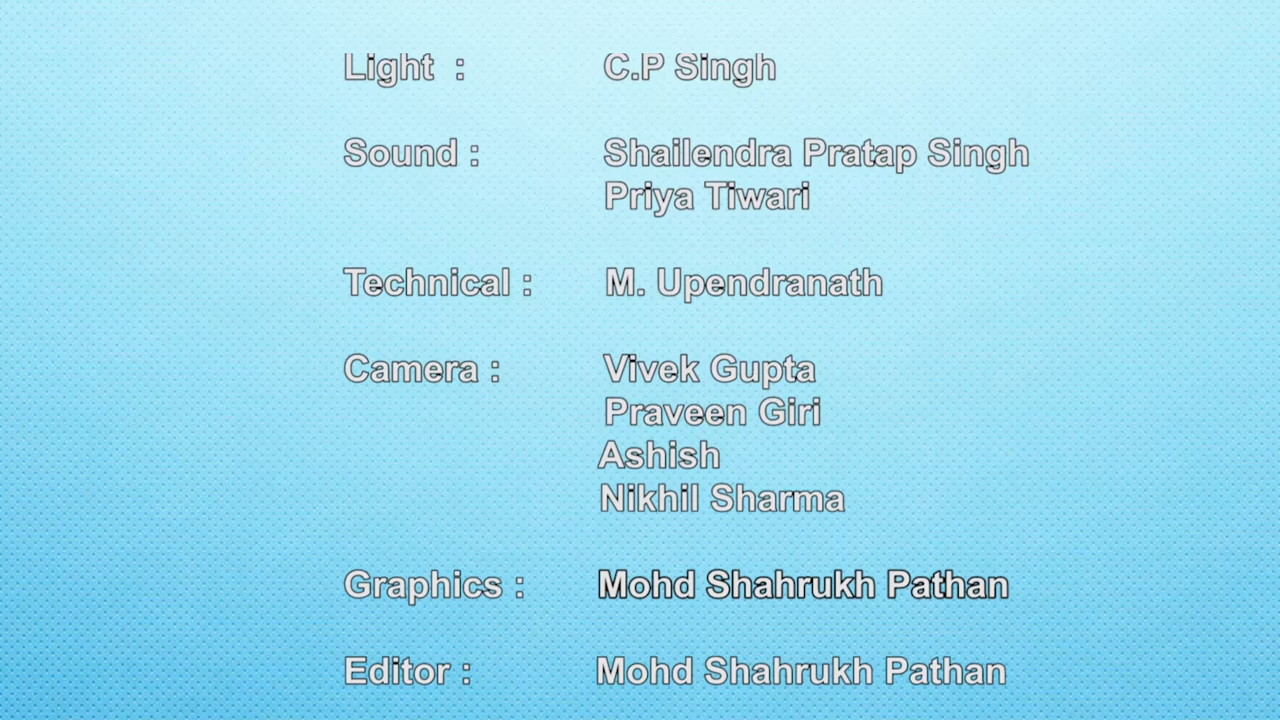 Light : C.P Singh
Sound : Shailendra Pratap Singh
Priya Tiwari
Technical : M. Upendranath
Camera : Vivek Gupta
Praveen Giri
Ashish
Nikhil Sharma
Graphics : Mohd Shahrukh Pathan
Editor : Mohd Shahrukh Pathan